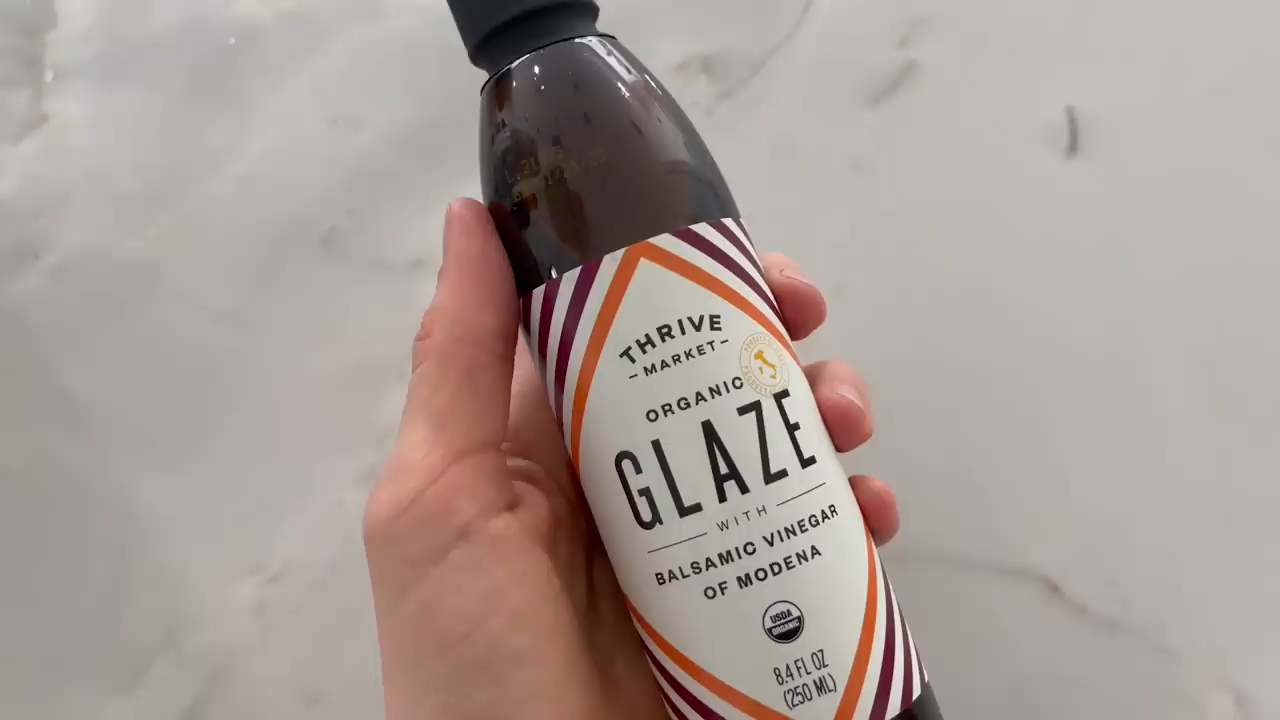 THRIVE
- MARKET -
ORGANIC
GLAZE
WITH
BALSAMIC VINEGAR
OF MODENA
USDA
ORGANIC
8.4 FL OZ
(250 ML)